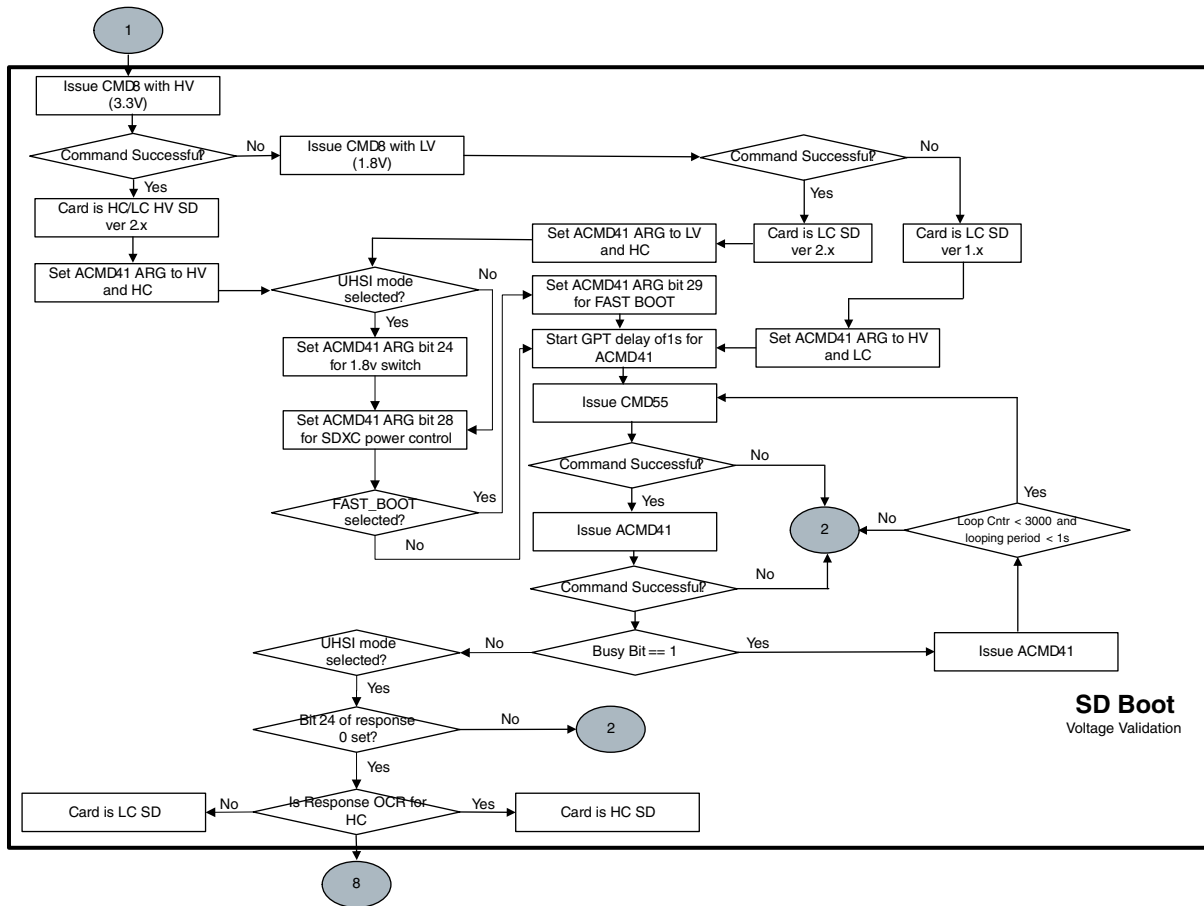 1
Issue CMD8 with HV
(3.3V)
Command Successful?
No
Issue CMD8 with LV
(1.8V)
Command Successful?
No
Yes
Yes
Card is HC/LC HV SD
ver 2.x
Set ACMD41 ARG to LV
and HC
Card is LC SD
ver 2.x
Card is LC SD
ver 1.x
Set ACMD41 ARG to HV
and HC
UHSI mode
selected?
No
Set ACMD41 ARG bit 29
for FAST BOOT
Yes
Set ACMD41 ARG bit 24
for 1.8v switch
Start GPT delay of1s for
ACMD41
Set ACMD41 ARG to HV
and LC
Issue CMD55
Set ACMD41 ARG bit 28
for SDXC power control
Command Successful?
No
Yes
FAST_BOOT
selected?
Yes
No
Yes
Issue ACMD41
2
No
Loop Cntr < 3000 and
looping period < 1s
Command Successful?
No
UHSI mode
selected?
No
Busy Bit == 1
Yes
Issue ACMD41
Yes
Bit 24 of response
0 set?
No
2
SD Boot
Voltage Validation
Yes
Card is LC SD
No
Is Response OCR for
HC
Yes
Card is HC SD
8